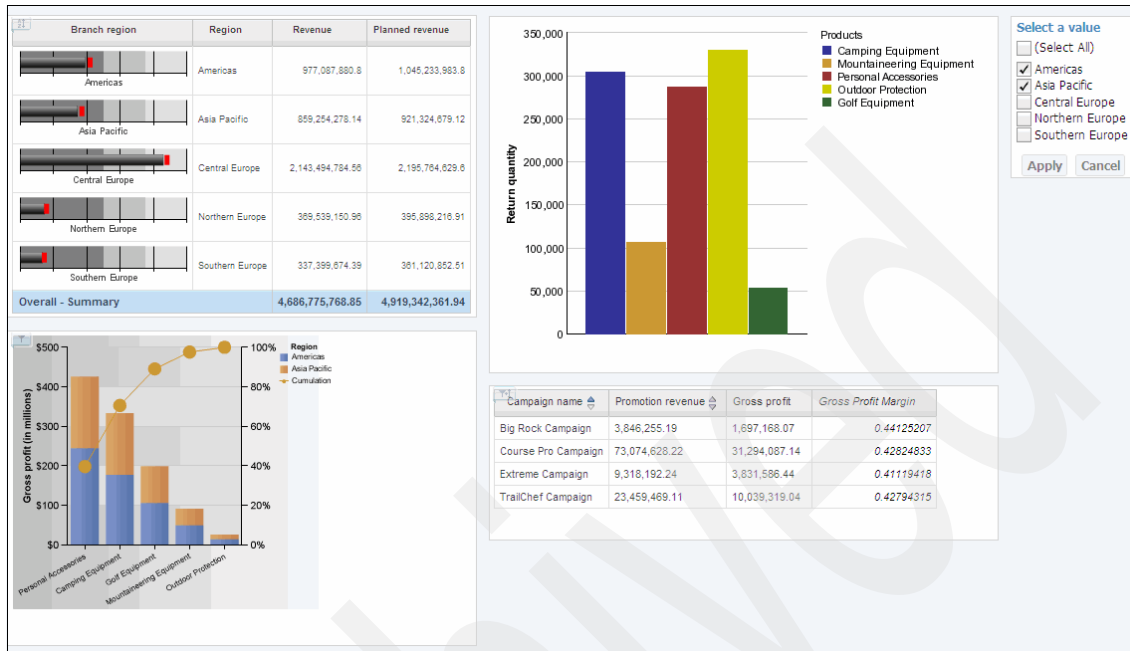 Branch region Region Revenue Planned revenue
Americas Americas 977,087,880.8 1,045,233,983.8
Asia Pacific Asia Pacific 859,254,278.14 921,324,679.12
Central Europe Central Europe 2,143,494,784.56 2,195,764,629.6
Northern Europe Northern Europe 369,539,150.96 395,898,216.91
Southern Europe Southern Europe 337,399,674.39 361,120,852.51
Overall - Summary 4,686,775,768.85 4,919,342,361.94
Return quantity
350,000
300,000
250,000
200,000
150,000
100,000
50,000
0
Products
Camping Equipment
Mountaineering Equipment
Personal Accessories
Outdoor Protection
Golf Equipment
Select a value
(Select All)
Americas
Asia Pacific
Central Europe
Northern Europe
Southern Europe
Apply Cancel
Gross profit (in millions)
$500 100%
$400 80%
$300 60%
$200 40%
$100 20%
$0 0%
Personal Accessories
Camping Equipment
Golf Equipment
Mountaineering Equipment
Outdoor Protection
Region
Americas
Asia Pacific
Cumulation
Campaign name Promotion revenue Gross profit Gross Profit Margin
Big Rock Campaign 3,846,255.19 1,697,168.07 0.44125207
Course Pro Campaign 73,074,628.22 31,294,087.14 0.42824833
Extreme Campaign 9,318,192.24 3,831,586.44 0.41119418
TrailChef Campaign 23,459,469.11 10,039,319.04 0.42794315